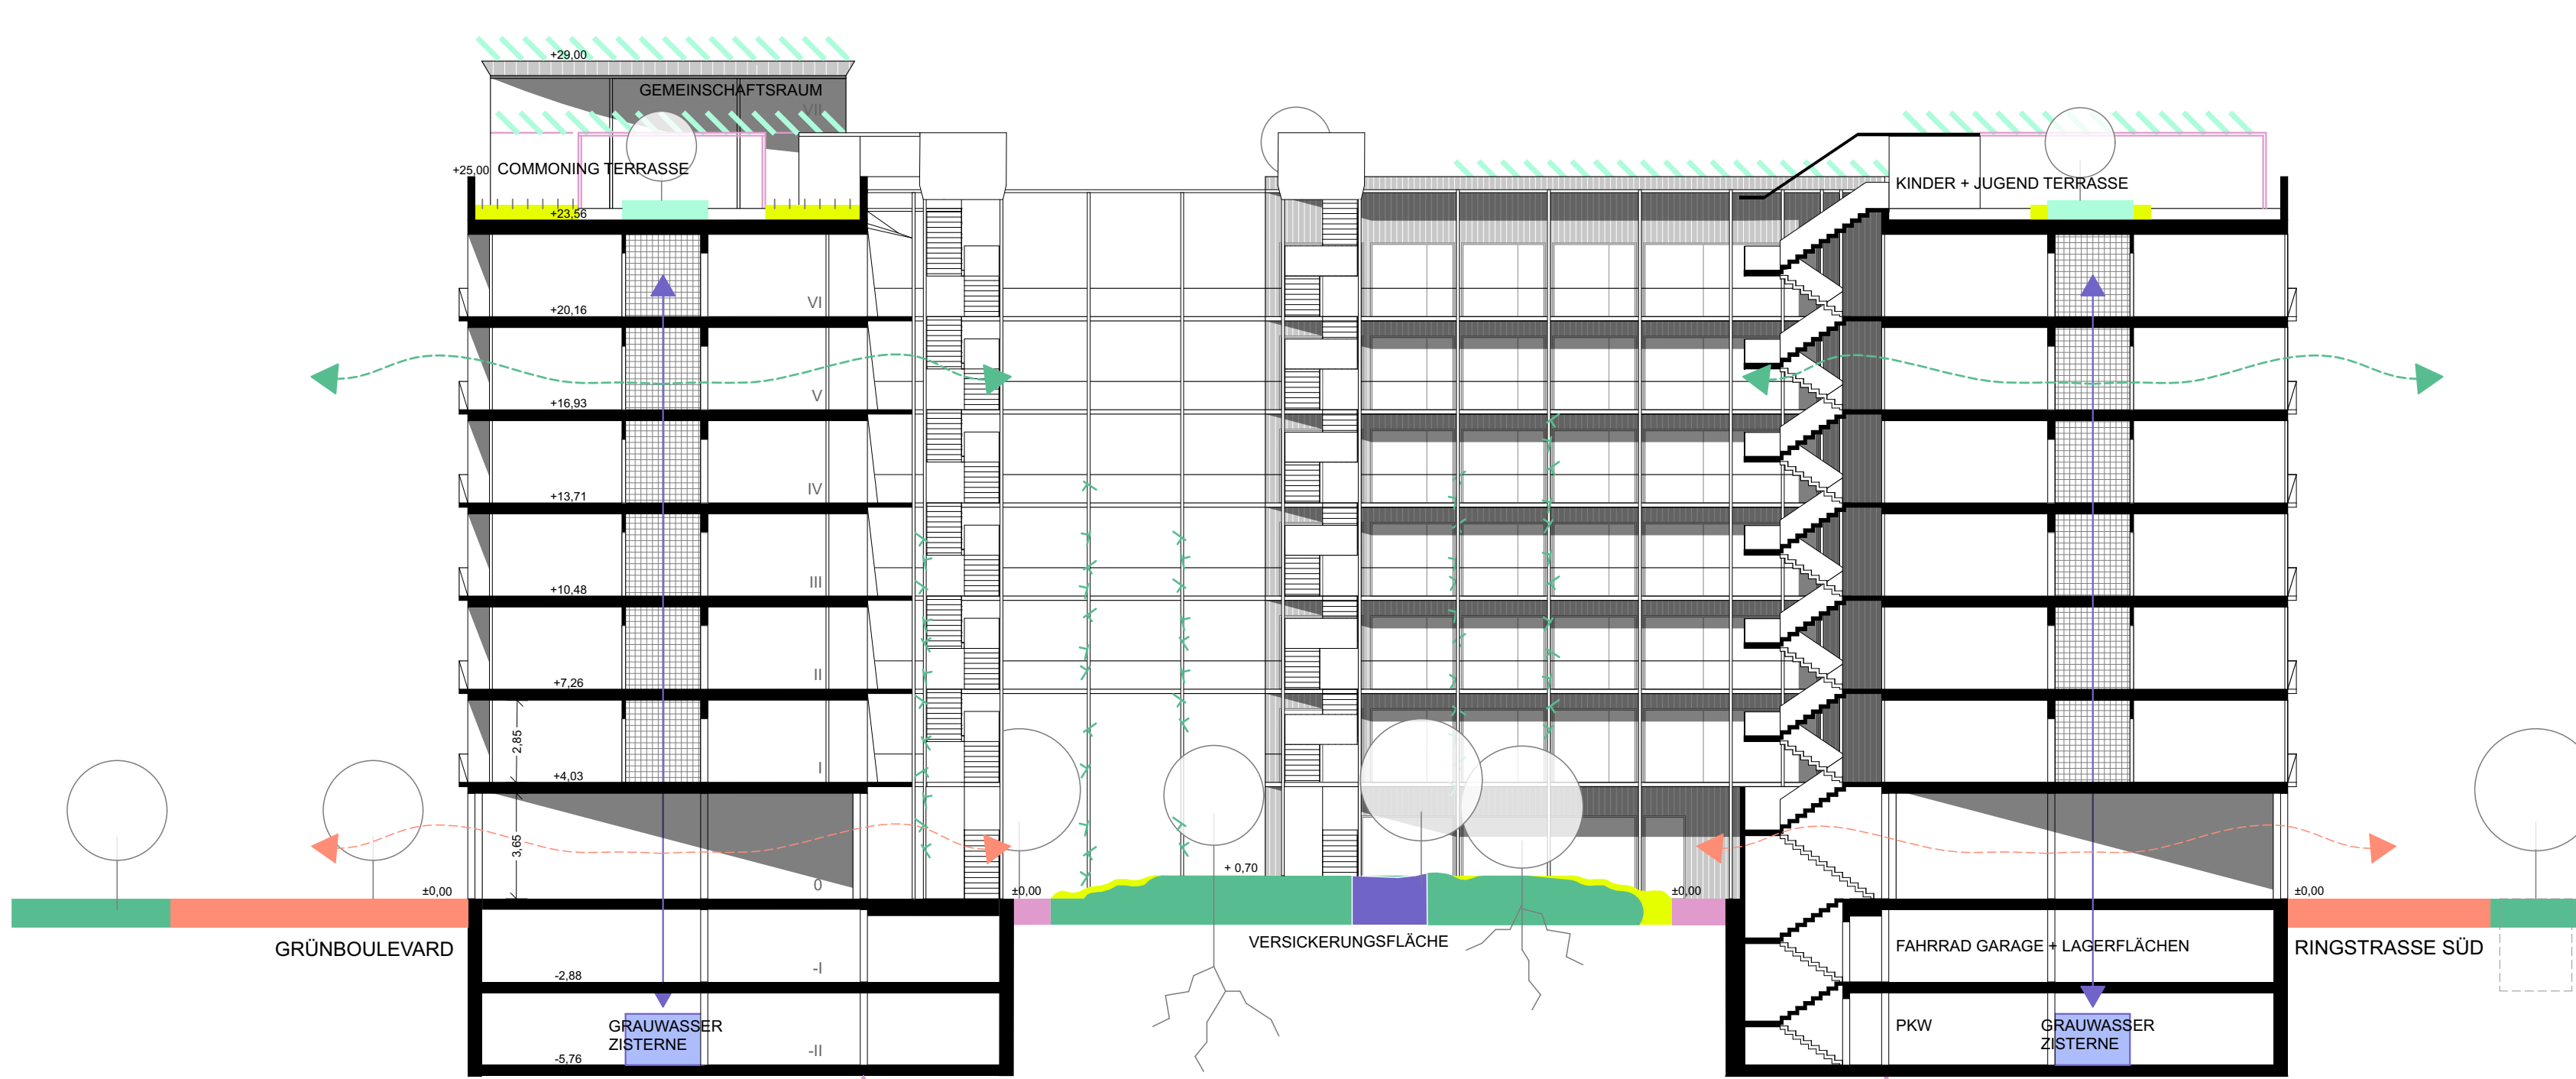 +29,00
GEMEINSCHAFTSRAUM
VII
+25,00
COMMONING TERRASSE
KINDER + JUGEND TERRASSE
+23,56
VI
+20,16
V
+16,93
IV
+13,71
III
+10,48
II
+7,26
2,85
I
+4,03
3,65
0
±0,00
±0,00
+ 0,70
±0,00
±0,00
GRÜNBOULEVARD
VERSICKERUNGSFLÄCHE
FAHRRAD GARAGE + LAGERFLÄCHEN
RINGSTRASSE SÜD
-I
-2,88
GRAUWASSER
ZISTERNE
-II
-5,76
PKW
GRAUWASSER
ZISTERNE